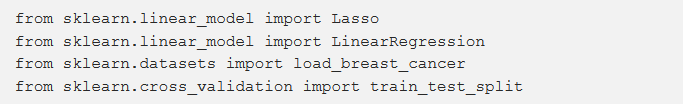 from sklearn.linear_model import Lasso
from sklearn.linear_model import LinearRegression
from sklearn.datasets import load_breast_cancer
from sklearn.cross_validation import train_test_split